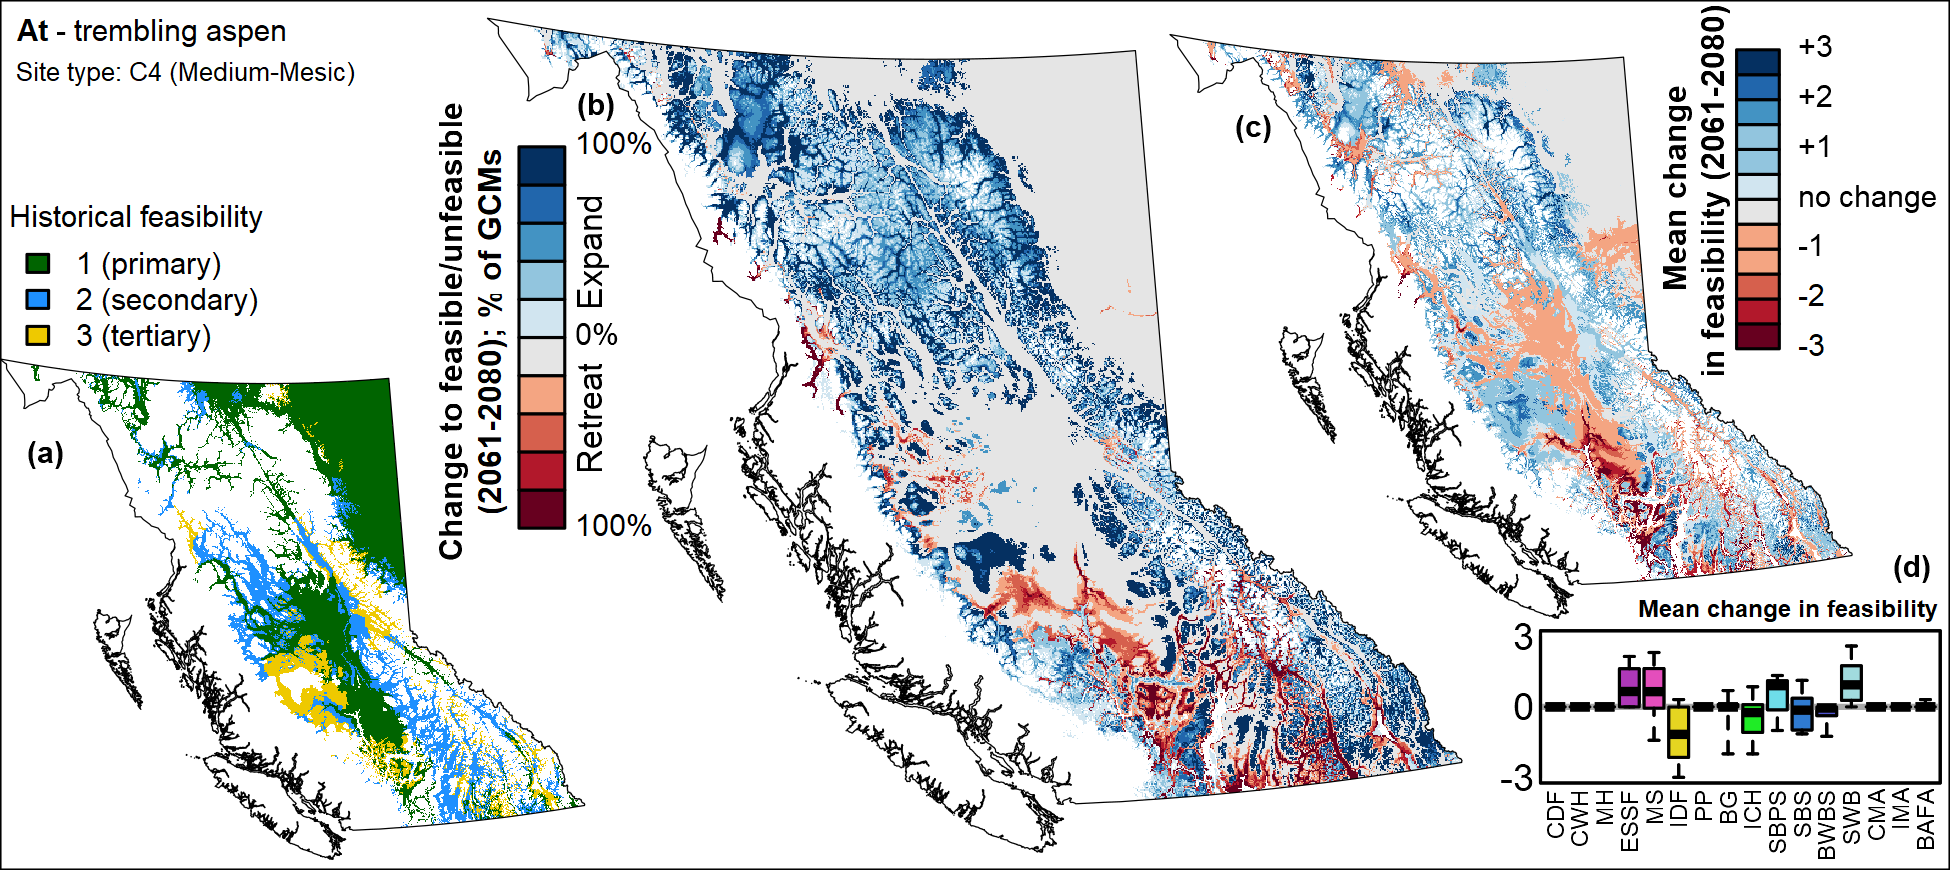 At - trembling aspen
Site type: C4 (Medium-Mesic)
Historical feasibility
1 (primary)
2 (secondary)
3 (tertiary)
(a)
(b)
Change to feasible/unfeasible
(2061-2080); % of GCMs
100%
Expand
0%
Retreat
100%
(c)
Mean change
in feasibility (2061-2080)
+3
+2
+1
no change
-1
-2
-3
(d)
Mean change in feasibility
3
0
-3
CDF
CWH
MH
ESSF
MS
IDF
PP
BG
ICH
SBPS
SBS
BWBS
SWB
CMA
IMA
BAFA